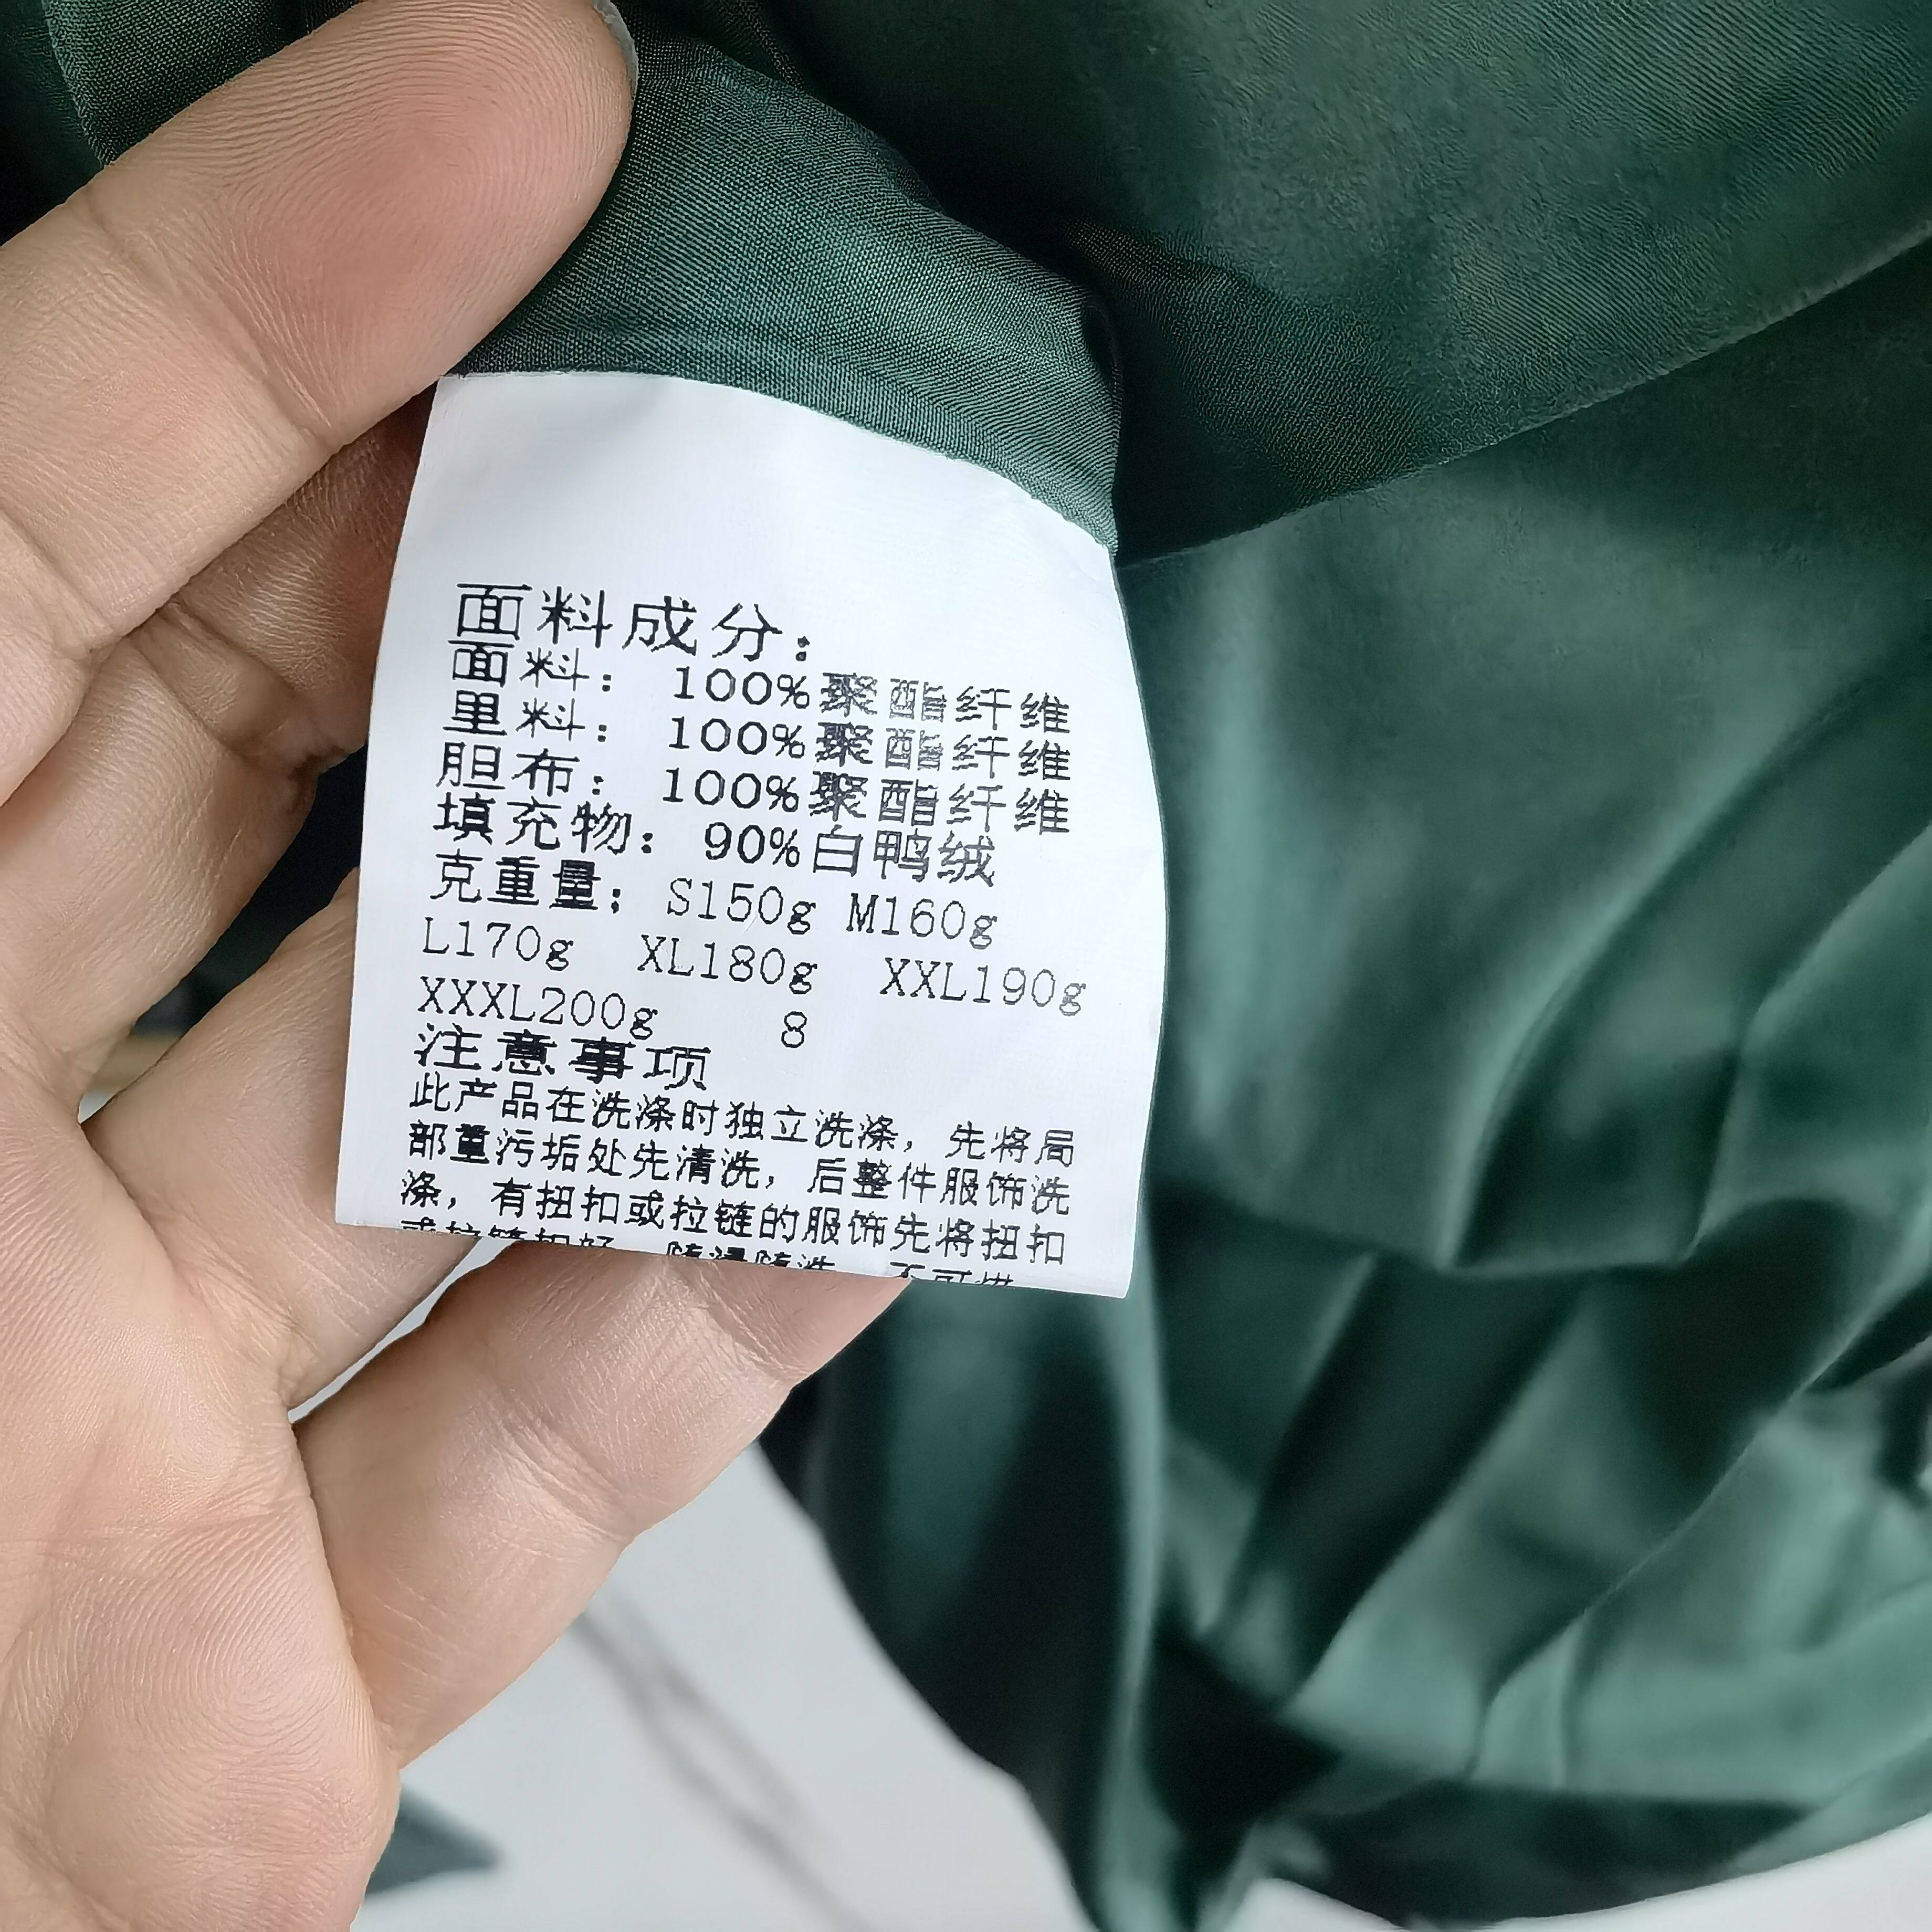 面料成分:
面料: 100%聚酯纤维
里料: 100%聚酯纤维
胆布: 100%聚酯纤维
填充物: 90%白鸭绒
克重量; S150g M160g
L170g XL180g XXL190g
XXXL200g 8
注意事项
此产品在洗涤时独立洗涤，先将局
部重污垢处先清洗，后整件服饰洗
涤，有扭扣或拉链的服饰先将扭扣